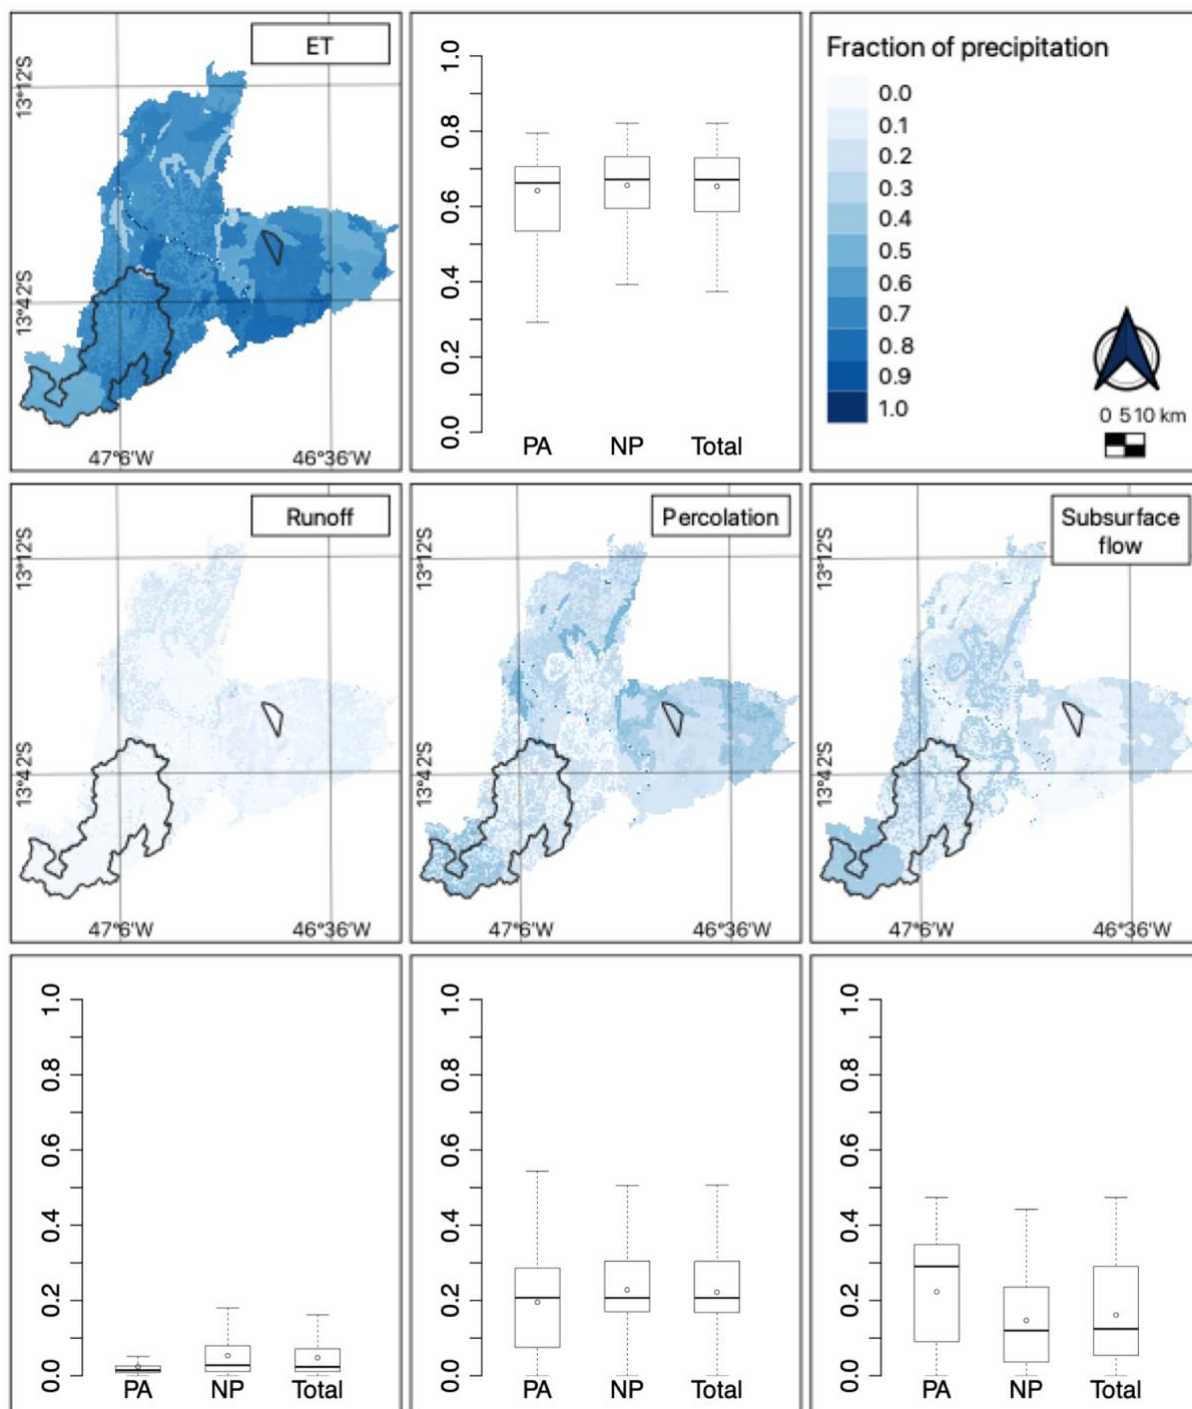 ET
13°12'S
13°42'S
47°6'W
46°36'W
1.0
0.8
0.6
0.4
0.2
0.0
PA
NP
Total
Fraction of precipitation
0.0
0.1
0.2
0.3
0.4
0.5
0.6
0.7
0.8
0.9
1.0
0 5 10 km
Runoff
13°12'S
13°42'S
47°6'W
46°36'W
Percolation
13°12'S
13°42'S
47°6'W
46°36'W
Subsurface
flow
13°12'S
13°42'S
47°6'W
46°36'W
1.0
0.8
0.6
0.4
0.2
0.0
PA
NP
Total
1.0
0.8
0.6
0.4
0.2
0.0
PA
NP
Total
1.0
0.8
0.6
0.4
0.2
0.0
PA
NP
Total